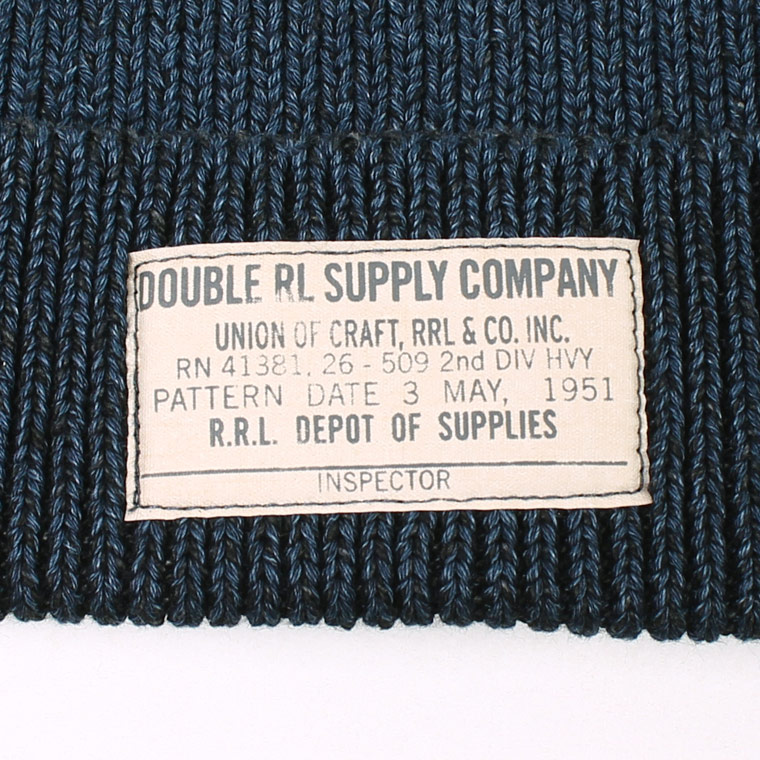 DOUBLE RL SUPPLY COMPANY
UNION OF CRAFT, RRL & CO. INC.
RN 41381, 26 - 509 2nd DIV HVY
PATTERN DATE 3 MAY, 1951
R.R.L. DEPOT OF SUPPLIES
INSPECTOR